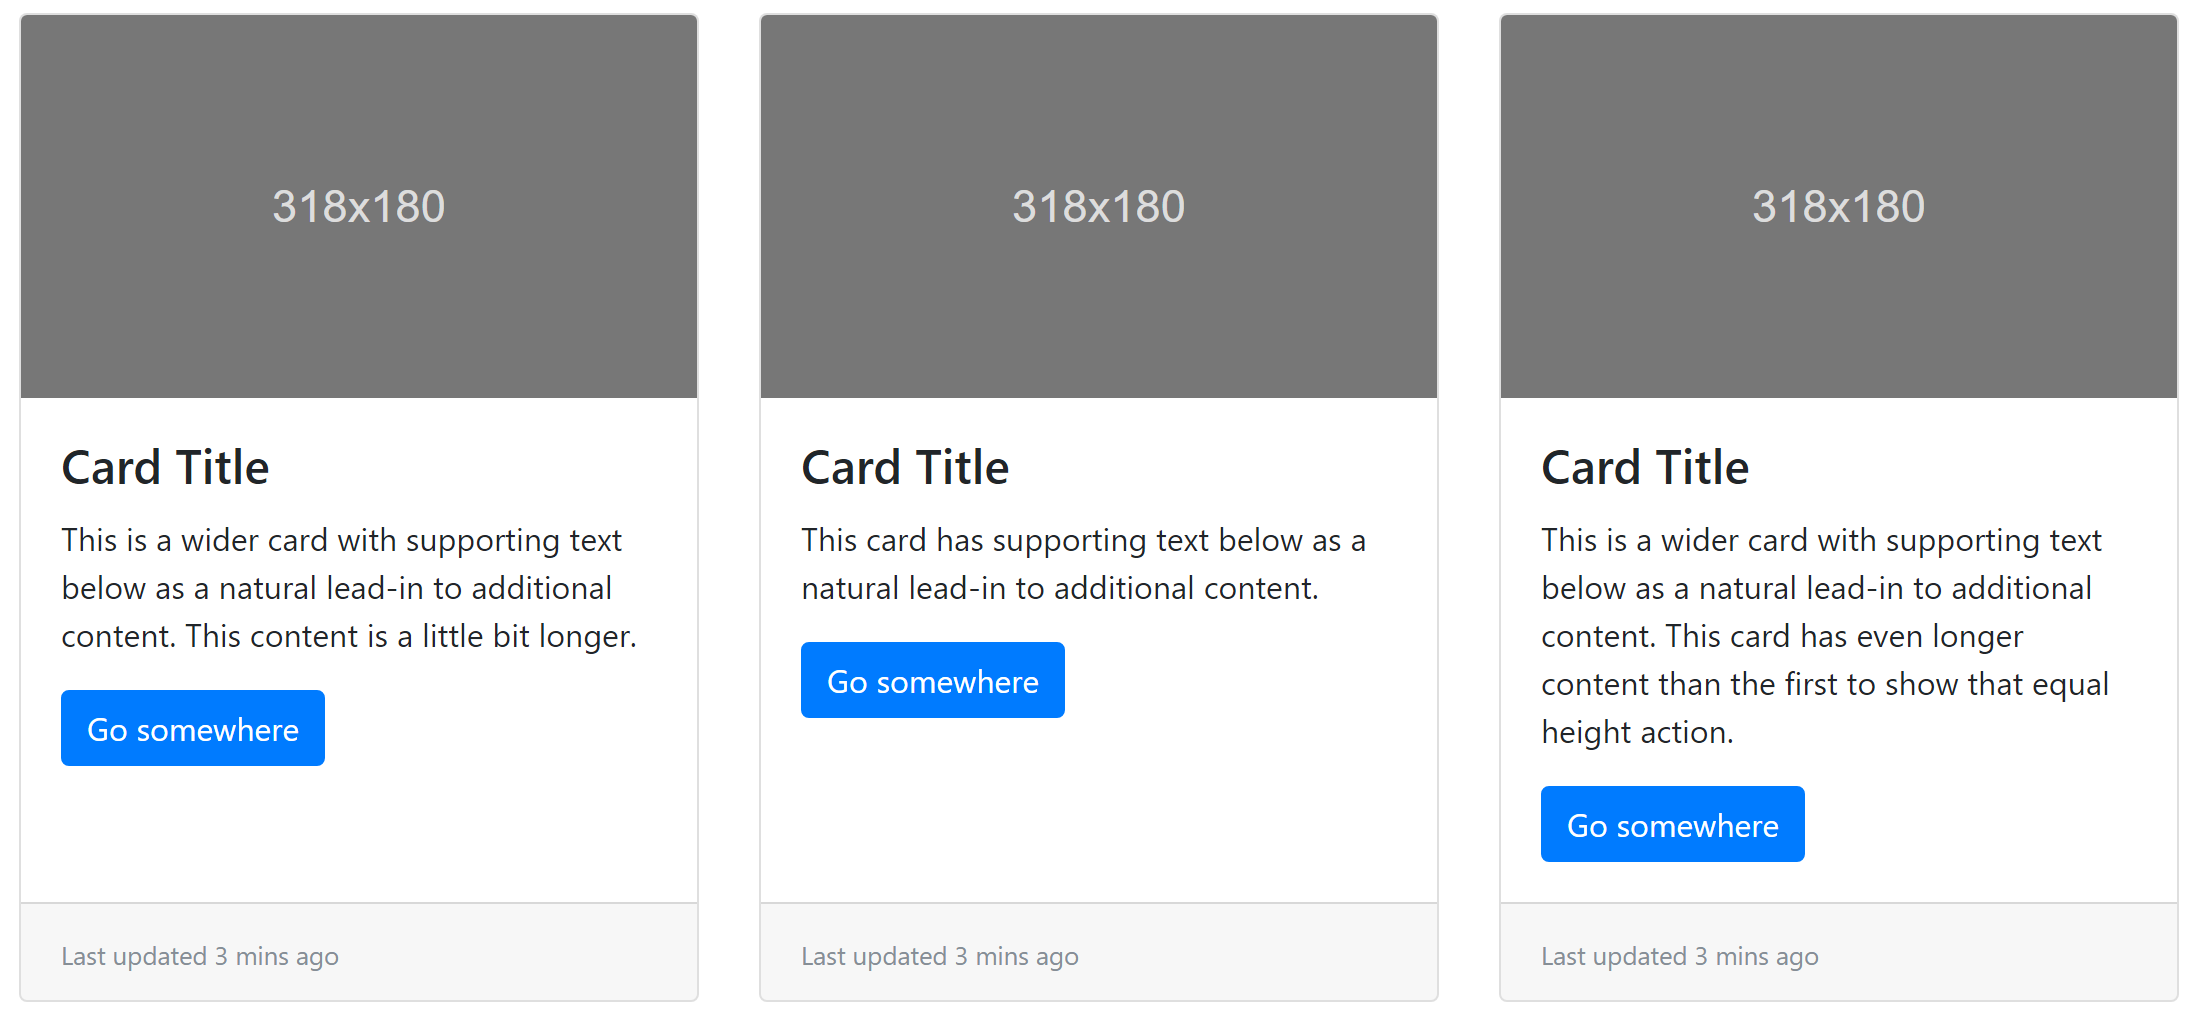 318x180
Card Title
This is a wider card with supporting text
below as a natural lead-in to additional
content. This content is a little bit longer.
Go somewhere
Last updated 3 mins ago
318x180
Card Title
This card has supporting text below as a
natural lead-in to additional content.
Go somewhere
Last updated 3 mins ago
318x180
Card Title
This is a wider card with supporting text
below as a natural lead-in to additional
content. This card has even longer
content than the first to show that equal
height action.
Go somewhere
Last updated 3 mins ago